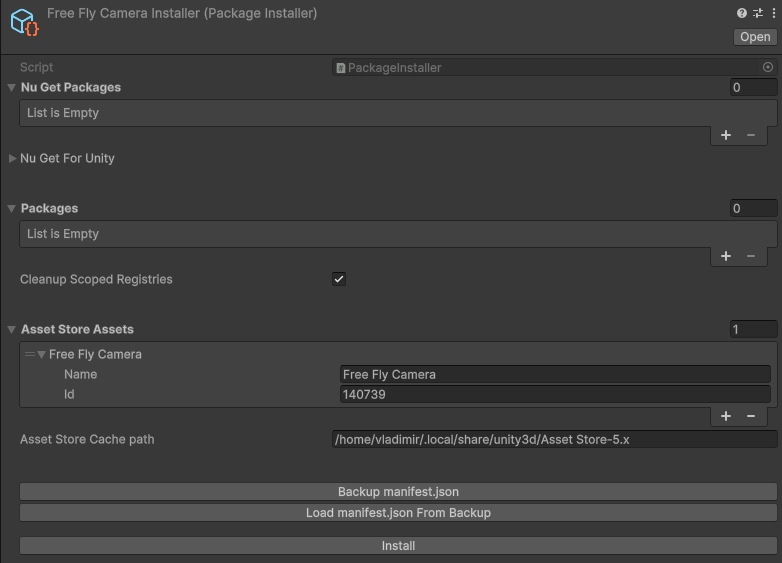 Free Fly Camera Installer (Package Installer)
Open
Script PackageInstaller
Nu Get Packages 0
List is Empty
Nu Get For Unity
Packages 0
List is Empty
Cleanup Scoped Registries
Asset Store Assets 1
Free Fly Camera
Name Free Fly Camera
Id 140739
Asset Store Cache path /home/vladimir/.local/share/unity3d/Asset Store-5.x
Backup manifest.json
Load manifest.json From Backup
Install